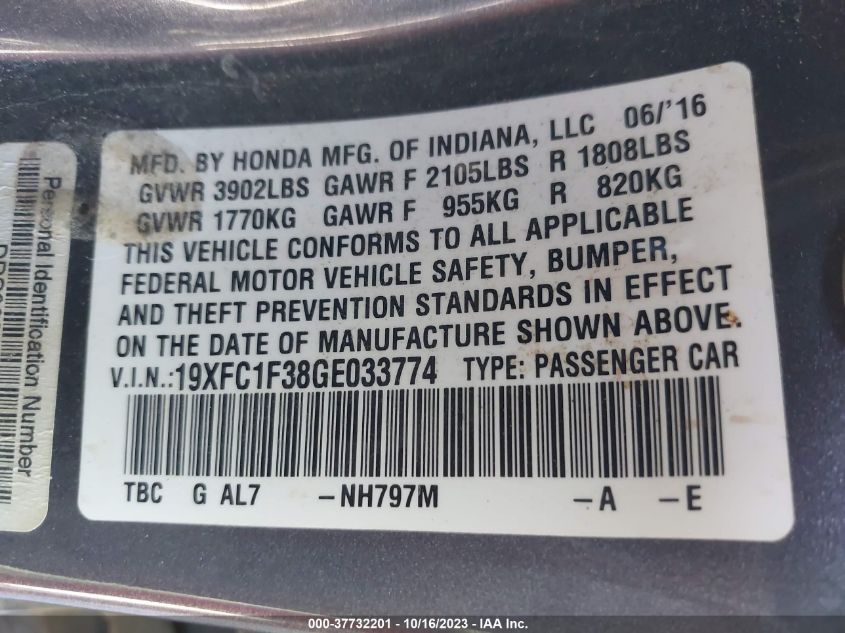 MFD. BY HONDA MFG. OF INDIANA, LLC 06/'16
GVWR 3902LBS GAWR F 2105LBS R 1808LBS
GVWR 1770KG GAWR F 955KG R 820KG
THIS VEHICLE CONFORMS TO ALL APPLICABLE
FEDERAL MOTOR VEHICLE SAFETY, BUMPER,
AND THEFT PREVENTION STANDARDS IN EFFECT
ON THE DATE OF MANUFACTURE SHOWN ABOVE.
V.I.N.:19XFC1F38GE033774 TYPE: PASSENGER CAR
TBC G AL7 -NH797M -A -E
Personal Identification Number
000-37732201 - 10/16/2023 - IAA Inc.